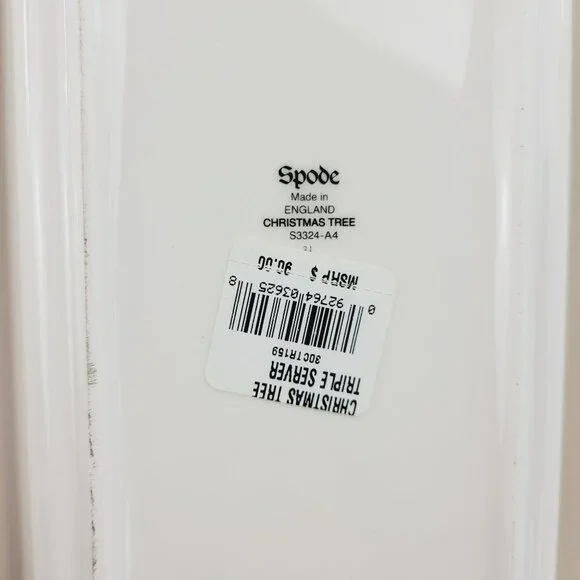 Spode
Made in
ENGLAND
CHRISTMAS TREE
S3324-A4
CHRISTMAS TREE
TRIPLE SERVER
30CTR159
0 92764 03625 8
MSRP $ 90.00